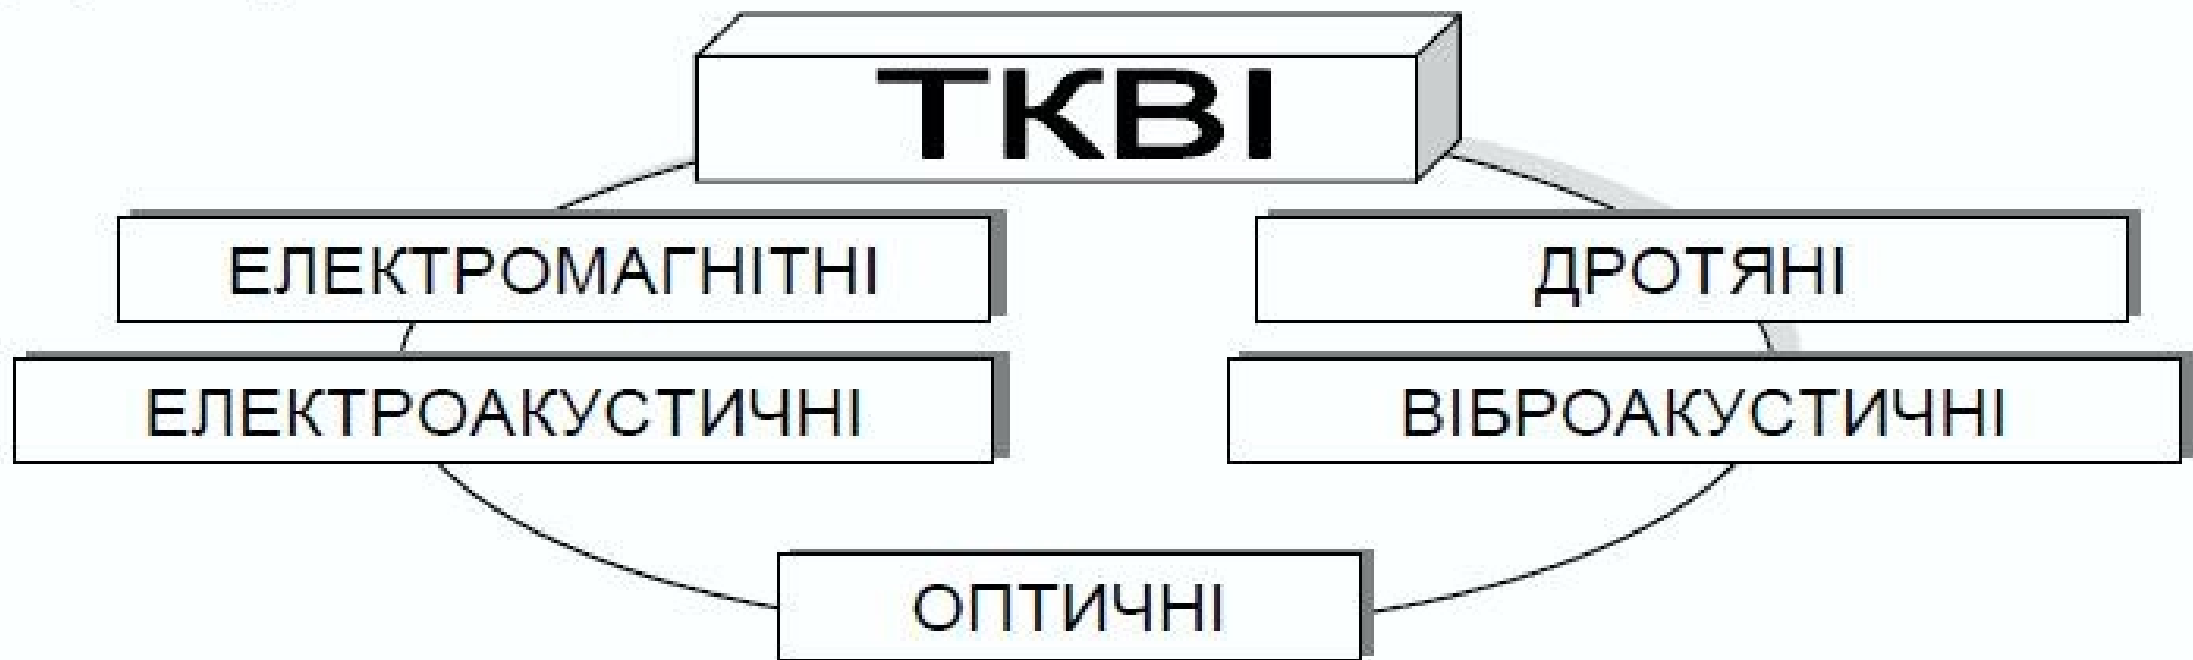 ТКВІ
ЕЛЕКТРОМАГНІТНІ
ДРОТЯНІ
ЕЛЕКТРОАКУСТИЧНІ
ВІБРОАКУСТИЧНІ
ОПТИЧНІ